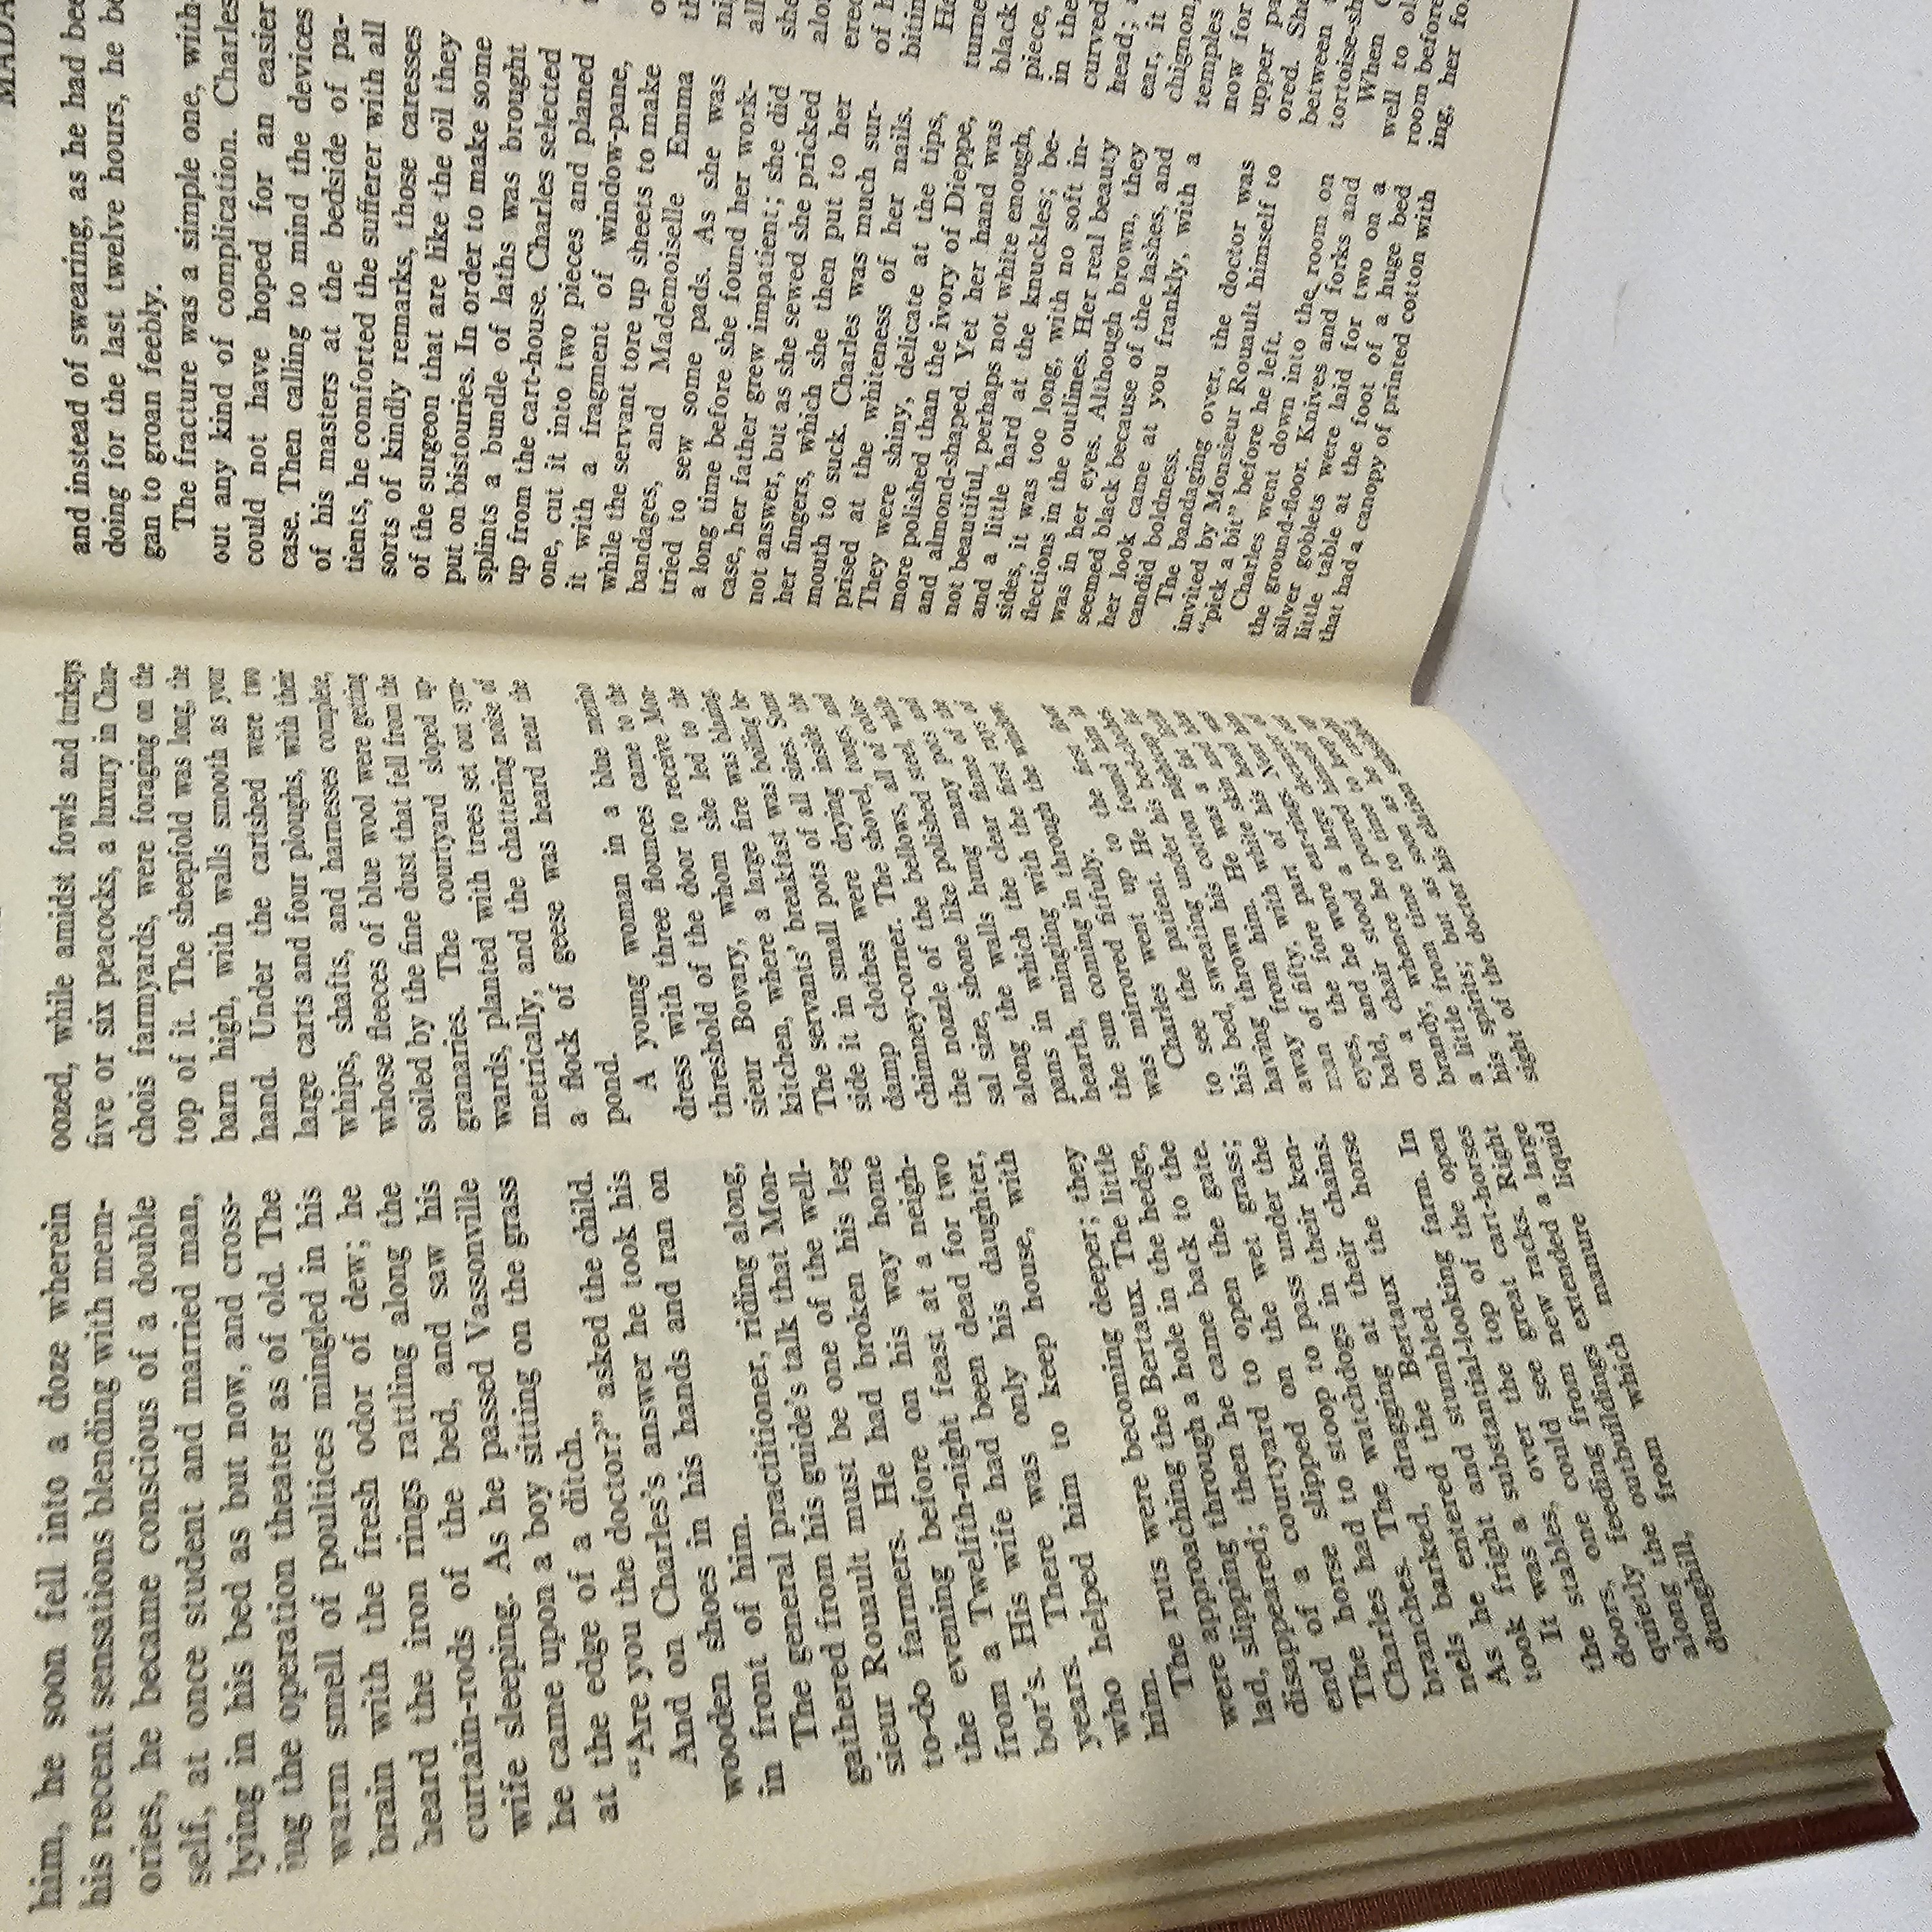 him, he soon fell into a doze wherein
his recent sensations blending with mem-
ories, he became conscious of a double
self, at once student and married man,
lying in his bed as but now, and cross-
ing the operation theater as of old. The
warm smell of poultices mingled in his
brain with the fresh odor of dew; he
heard the iron rings rattling along the
curtain-rods of the bed, and saw his
wife sleeping. As he passed Vassonville
he came upon a boy sitting on the grass
at the edge of a ditch.
“Are you the doctor?” asked the child.
And on Charles's answer he took his
wooden shoes in his hands and ran on
in front of him.
The general practitioner, riding along,
gathered from his guide's talk that Mon-
sieur Rouault must be one of the well-
to-do farmers. He had broken his leg
the evening before on his way home
from a Twelfth-night feast at a neigh-
bor's. His wife had been dead for two
years. There was only his daughter,
who helped him to keep house, with
him.
The ruts were becoming deeper; they
were approaching the Bertaux. The little
lad, slipping through a hole in the hedge,
disappeared; then he came back to the
end of a courtyard to open the gate.
The horse slipped on the wet grass;
Charles had to stoop to pass under the
branches. The watchdogs in their ken-
nels barked, dragging at their chains.
As he entered the Bertaux the horse
took fright and stumbled.
It was a substantial-looking farm. In
the stables, over the top of the open
doors, one could see great cart-horses
quietly feeding from new racks. Right
along the outbuildings extended a large
dunghill, from which manure liquid
oozed, while amidst fowls and turkeys
five or six peacocks, a luxury in Chau-
chois farmyards, were foraging on the
top of it. The sheepfold was long, the
barn high, with walls smooth as your
hand. Under the cartshed were two
large carts and four ploughs, with their
whips, shafts, and harnesses complete,
whose fleeces of blue wool were getting
soiled by the fine dust that fell from the
granaries. The courtyard sloped up-
wards, planted with trees set out sym-
metrically, and the chattering noise of
a flock of geese was heard near the
pond.
A young woman in a blue merino
dress with three flounces came to the
threshold of the door to receive Mon-
sieur Bovary, whom she led to the
kitchen, where a large fire was blazing.
The servants' breakfast was boiling be-
side it in small pots of all sizes. Some
damp clothes were drying inside the
chimney-corner. The shovel, tongs, and
the nozzle of the bellows, all of colos-
sal size, shone like polished steel, while
along the walls hung many pots and
pans in which the clear flame of the
hearth, mingling with the first rays of
the sun coming in through the window,
was mirrored fitfully.
Charles went up to the first floor
to see the patient. He found him in
his bed, sweating under his bed-clothes,
having thrown his cotton nightcap far
away from him. He was a fat little
man of fifty, with white skin and blue
eyes, the fore part of his head was
bald, and he wore ear-rings. Near him
on a chair stood a large decanter of
brandy, whence he poured himself out
a little from time to time to keep up
his spirits; but as soon as he caught
sight of the doctor his elation subsided,
MADA
and instead of swearing, as he had bee
doing for the last twelve hours, he be
gan to groan feebly.
The fracture was a simple one, with-
out any kind of complication. Charles
could not have hoped for an easier
case. Then calling to mind the devices
of his masters at the bedside of pa-
tients, he comforted the sufferer with all
sorts of kindly remarks, those caresses
of the surgeon that are like the oil they
put on bistouries. In order to make some
splints a bundle of laths was brought
up from the cart-house. Charles selected
one, cut it into two pieces and planed
it with a fragment of window-pane,
while the servant tore up sheets to make
bandages, and Mademoiselle Emma
tried to sew some pads. As she was
a long time before she found her work-
case, her father grew impatient; she did
not answer, but as she sewed she pricked
her fingers, which she then put to her
mouth to suck. Charles was much sur-
prised at the whiteness of her nails.
They were shiny, delicate at the tips,
more polished than the ivory of Dieppe,
and almond-shaped. Yet her hand was
not beautiful, perhaps not white enough,
and a little hard at the knuckles; be-
sides, it was too long, with no soft in-
flections in the outlines. Her real beauty
was in her eyes. Although brown, they
seemed black because of the lashes, and
her look came at you frankly, with a
candid boldness.
The bandaging over, the doctor was
invited by Monsieur Rouault himself to
“pick a bit” before he left.
Charles went down into the room on
the ground-floor. Knives and forks and
silver goblets were laid for two on a
little table at the foot of a huge bed
that had a canopy of printed cotton with
o
th
ni
all
she
alo
ered
of h
bitin
He
turne
black
piece,
in the
curved
head;
ear, it
chignon,
temples
now for
upper pa
ored. She
between
tortoise-sh
When C
well to ol
room before
ing, her fo